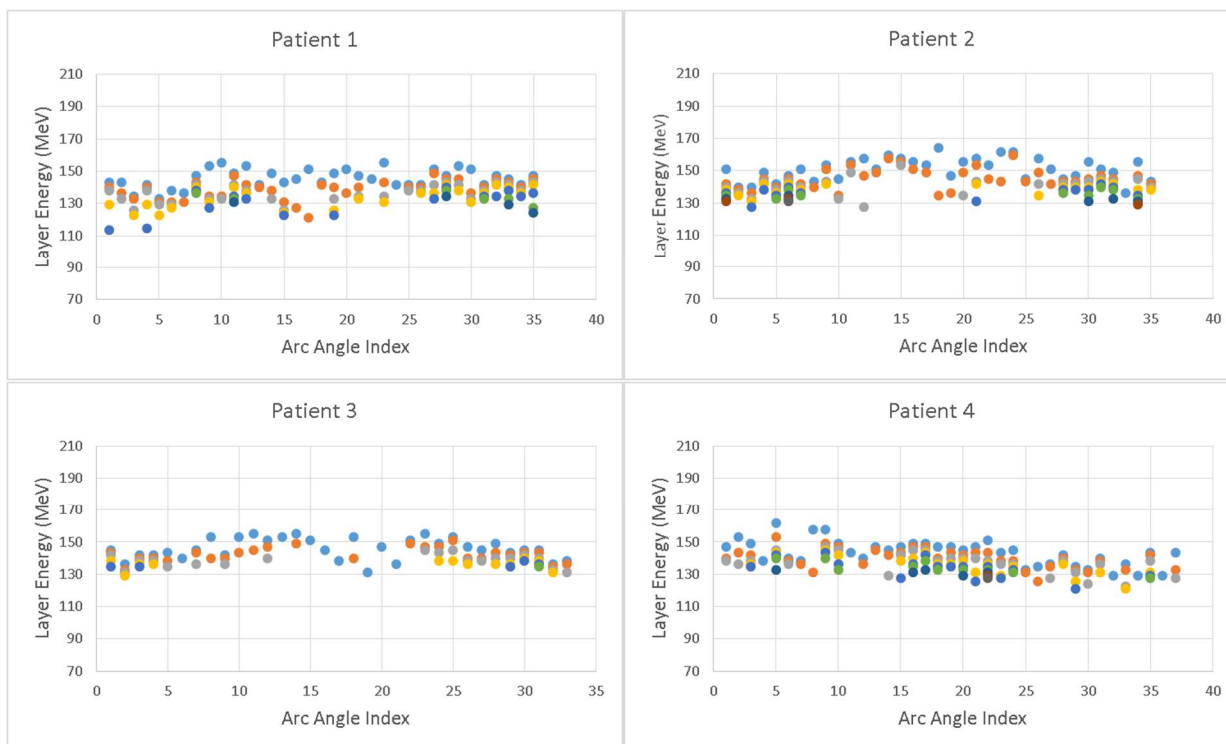 Patient 1
210
190
170
150
130
110
90
70
Layer Energy (MeV)
0 5 10 15 20 25 30 35 40
Arc Angle Index
Patient 2
210
190
170
150
130
110
90
70
Layer Energy (MeV)
0 5 10 15 20 25 30 35 40
Arc Angle Index
Patient 3
210
190
170
150
130
110
90
70
Layer Energy (MeV)
0 5 10 15 20 25 30 35
Arc Angle Index
Patient 4
210
190
170
150
130
110
90
70
Layer Energy (MeV)
0 5 10 15 20 25 30 35 40
Arc Angle Index